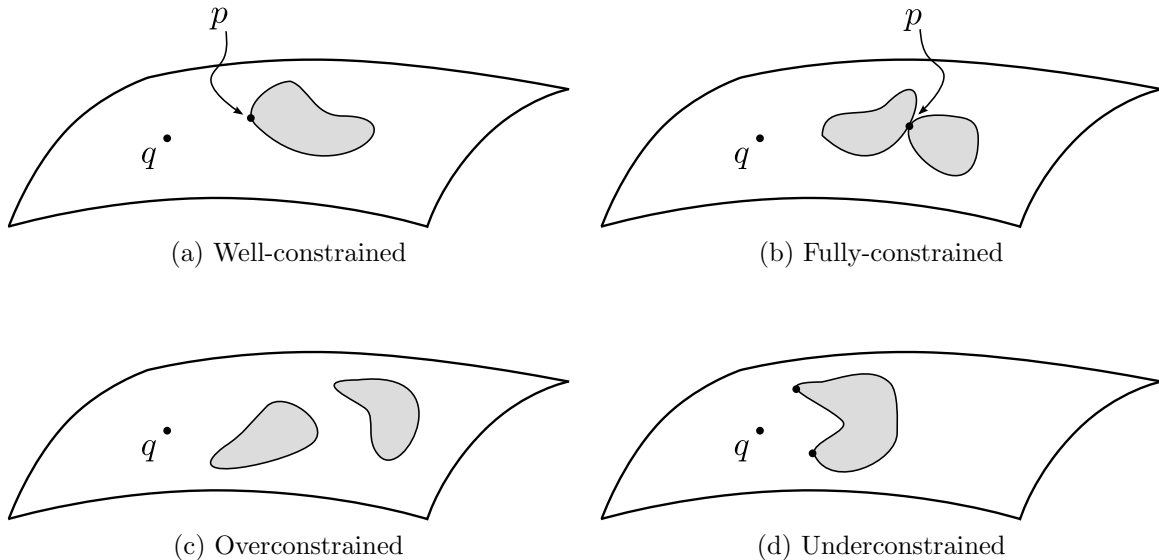 p
p
q
q
(a) Well-constrained
(b) Fully-constrained
q
q
(c) Overconstrained
(d) Underconstrained